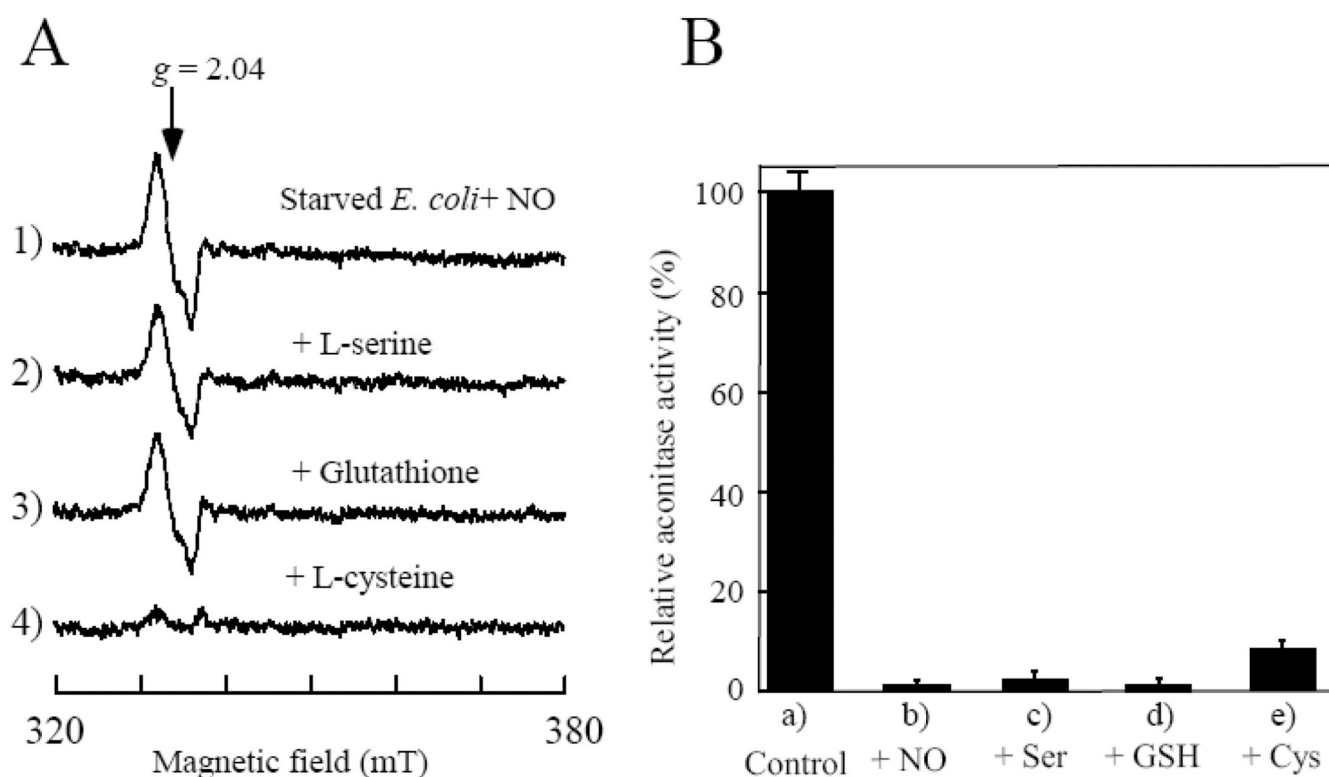 A
g = 2.04
1)
Starved E. coli+ NO
2)
+ L-serine
3)
+ Glutathione
4)
+ L-cysteine
320
380
Magnetic field (mT)
B
Relative aconitase activity (%)
100
80
60
40
20
0
a) b) c) d) e)
Control + NO + Ser + GSH + Cys